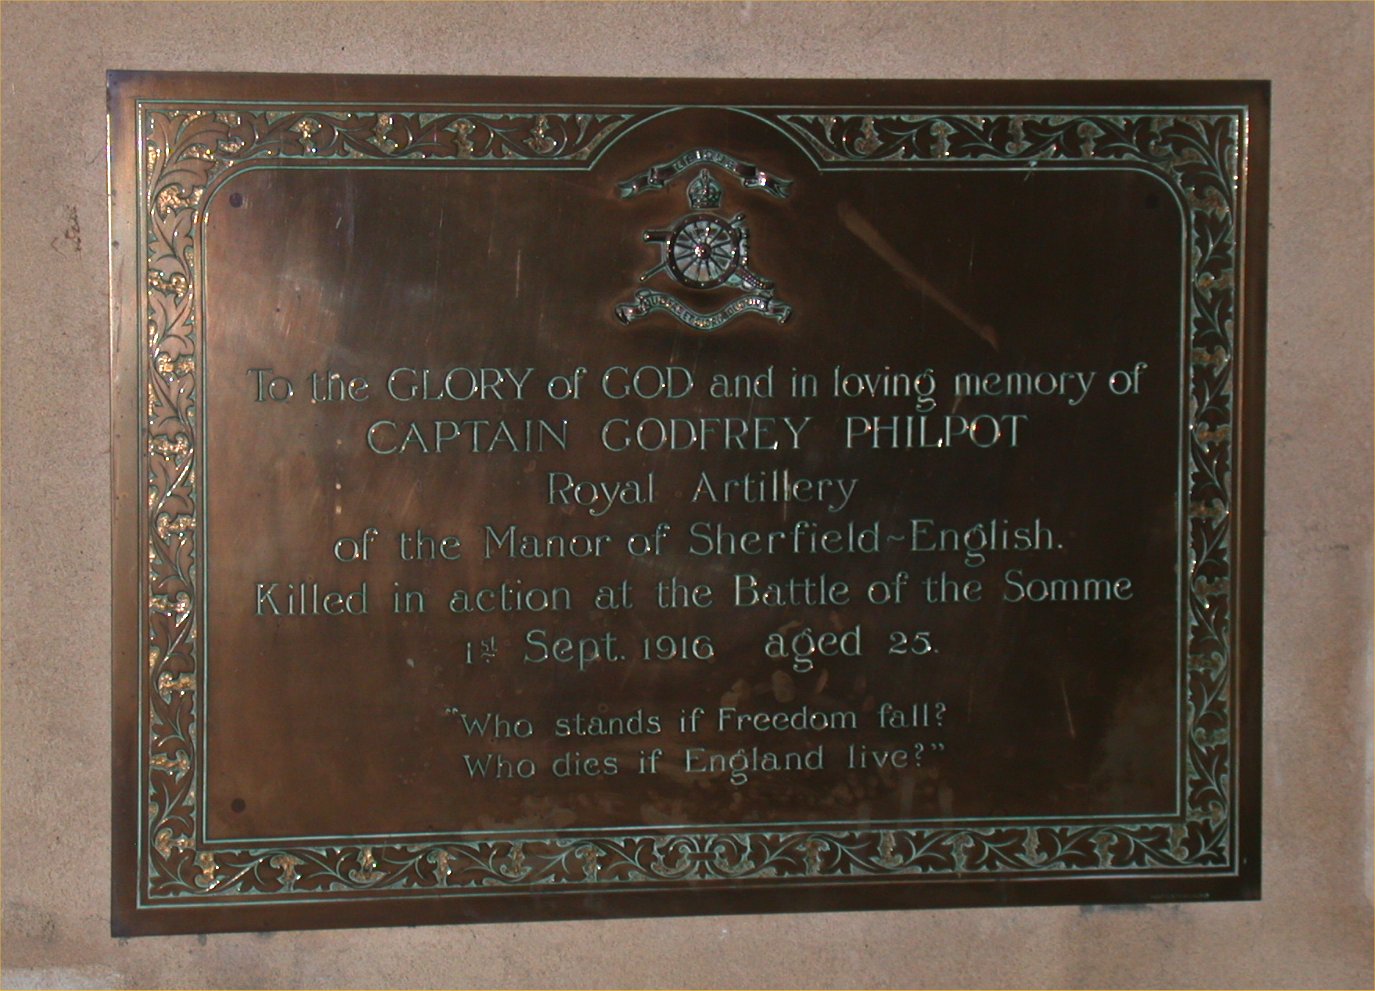 To the GLORY of GOD and in loving memory of
CAPTAIN GODFREY PHILPOT
Royal Artillery
of the Manor of Sherfield~English.
Killed in action at the Battle of the Somme
1st Sept. 1916 aged 25.
"Who stands if Freedom fall?
Who dies if England live?"